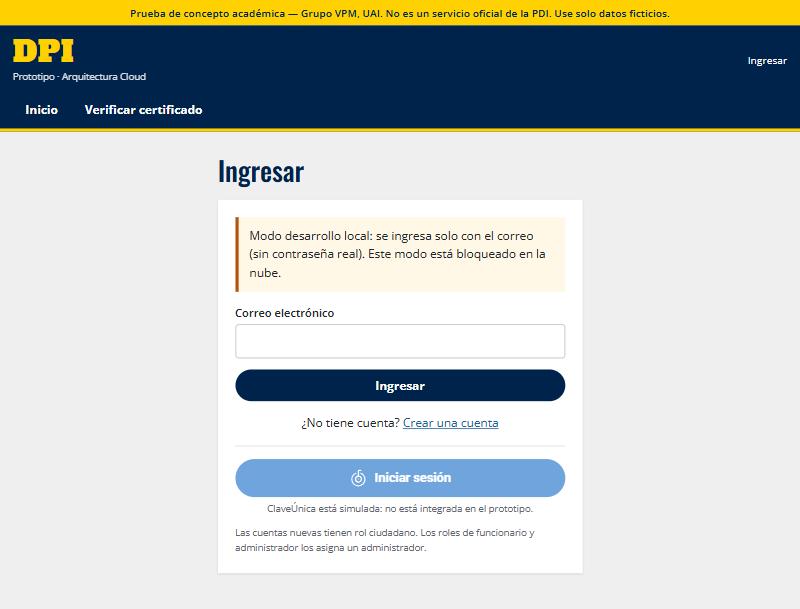 Prueba de concepto académica — Grupo VPM, UAI. No es un servicio oficial de la PDI. Use solo datos ficticios.
DPI
Prototipo · Arquitectura Cloud
Ingresar
Inicio
Verificar certificado
Ingresar
Modo desarrollo local: se ingresa solo con el correo
(sin contraseña real). Este modo está bloqueado en la
nube.
Correo electrónico
Ingresar
¿No tiene cuenta? Crear una cuenta
Iniciar sesión
ClaveÚnica está simulada: no está integrada en el prototipo.
Las cuentas nuevas tienen rol ciudadano. Los roles de funcionario y
administrador los asigna un administrador.